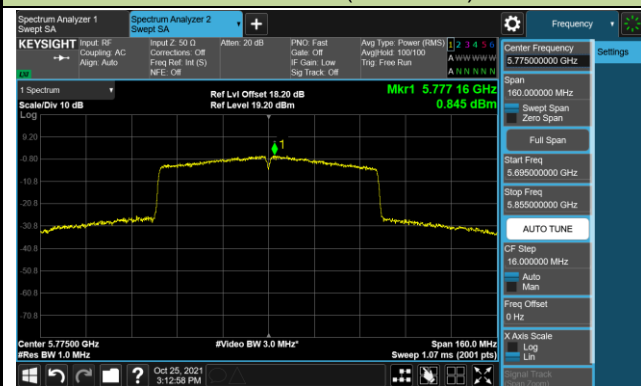 Spectrum Analyzer 1
Swept SA
Spectrum Analyzer 2
Swept SA
+
Frequency
KEYSIGHT
Input: RF
Coupling: AC
Align: Auto
Input Z: 50 Ω
Corrections: Off
Freq Ref: Int (S)
NFE: Off
Atten: 20 dB
PNO: Fast
Gate: Off
IF Gain: Low
Sig Track: Off
Avg Type: Power (RMS)
Avg|Hold: 100/100
Trig: Free Run
1 2 3 4 5 6
A W W W W W
A N N N N N
1 Spectrum
Scale/Div 10 dB
Log
Ref Lvl Offset 18.20 dB
Ref Level 19.20 dBm
Mkr1 5.777 16 GHz
0.845 dBm
1
9.20
-0.80
-10.8
-20.8
-30.8
-40.8
-50.8
-60.8
-70.8
Center 5.77500 GHz
#Res BW 1.0 MHz
#Video BW 3.0 MHz*
Span 160.0 MHz
Sweep 1.07 ms (2001 pts)
Center Frequency
5.775000000 GHz
Settings
Span
160.000000 MHz
Swept Span
Zero Span
Full Span
Start Freq
5.695000000 GHz
Stop Freq
5.855000000 GHz
AUTO TUNE
CF Step
16.000000 MHz
Auto
Man
Freq Offset
0 Hz
X Axis Scale
Log
Lin
Signal Track
(Span Zoom)
?
Oct 25, 2021
3:12:58 PM